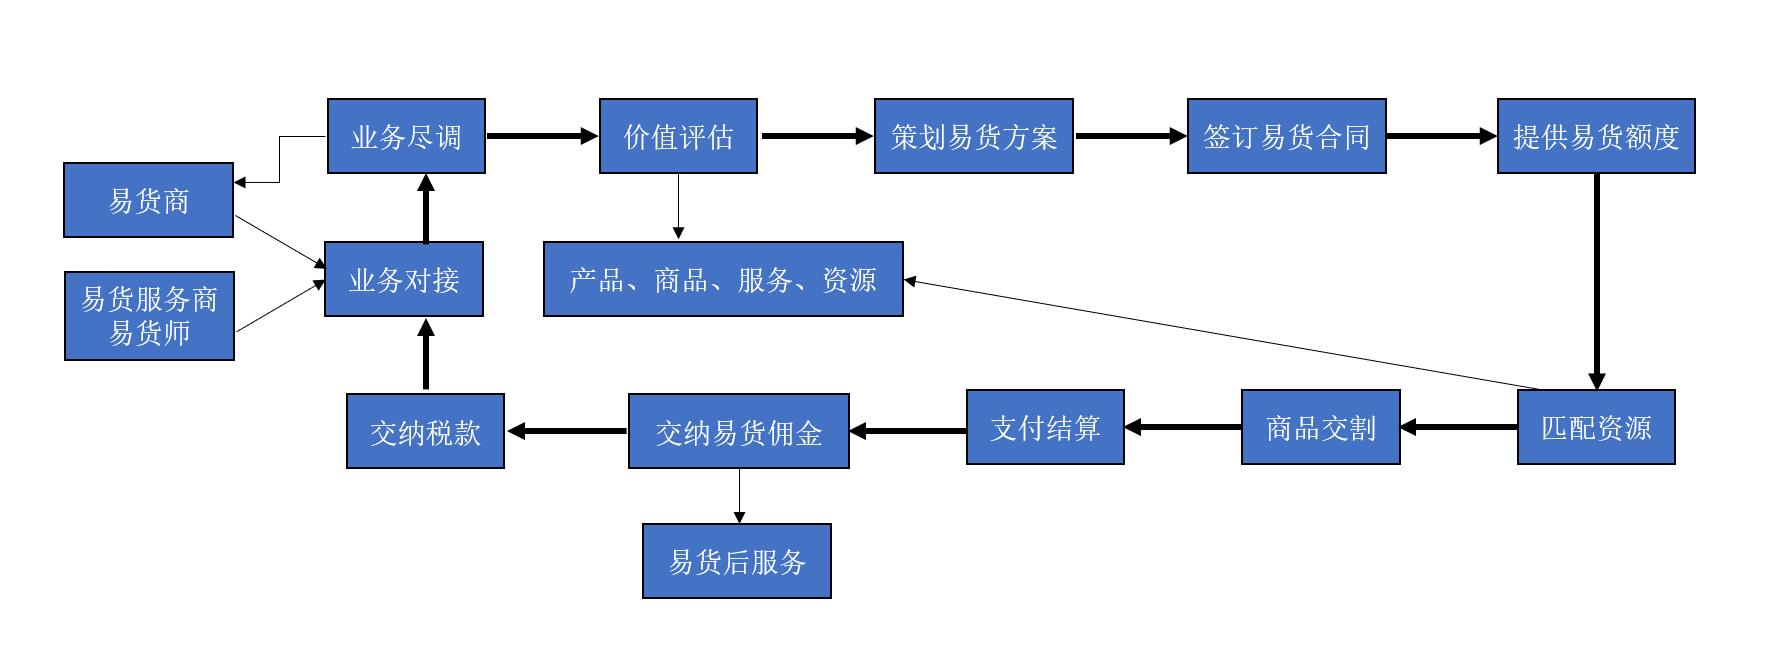 业务尽调
价值评估
策划易货方案
签订易货合同
提供易货额度
易货商
业务对接
产品、商品、服务、资源
易货服务商
易货师
交纳税款
交纳易货佣金
支付结算
商品交割
匹配资源
易货后服务